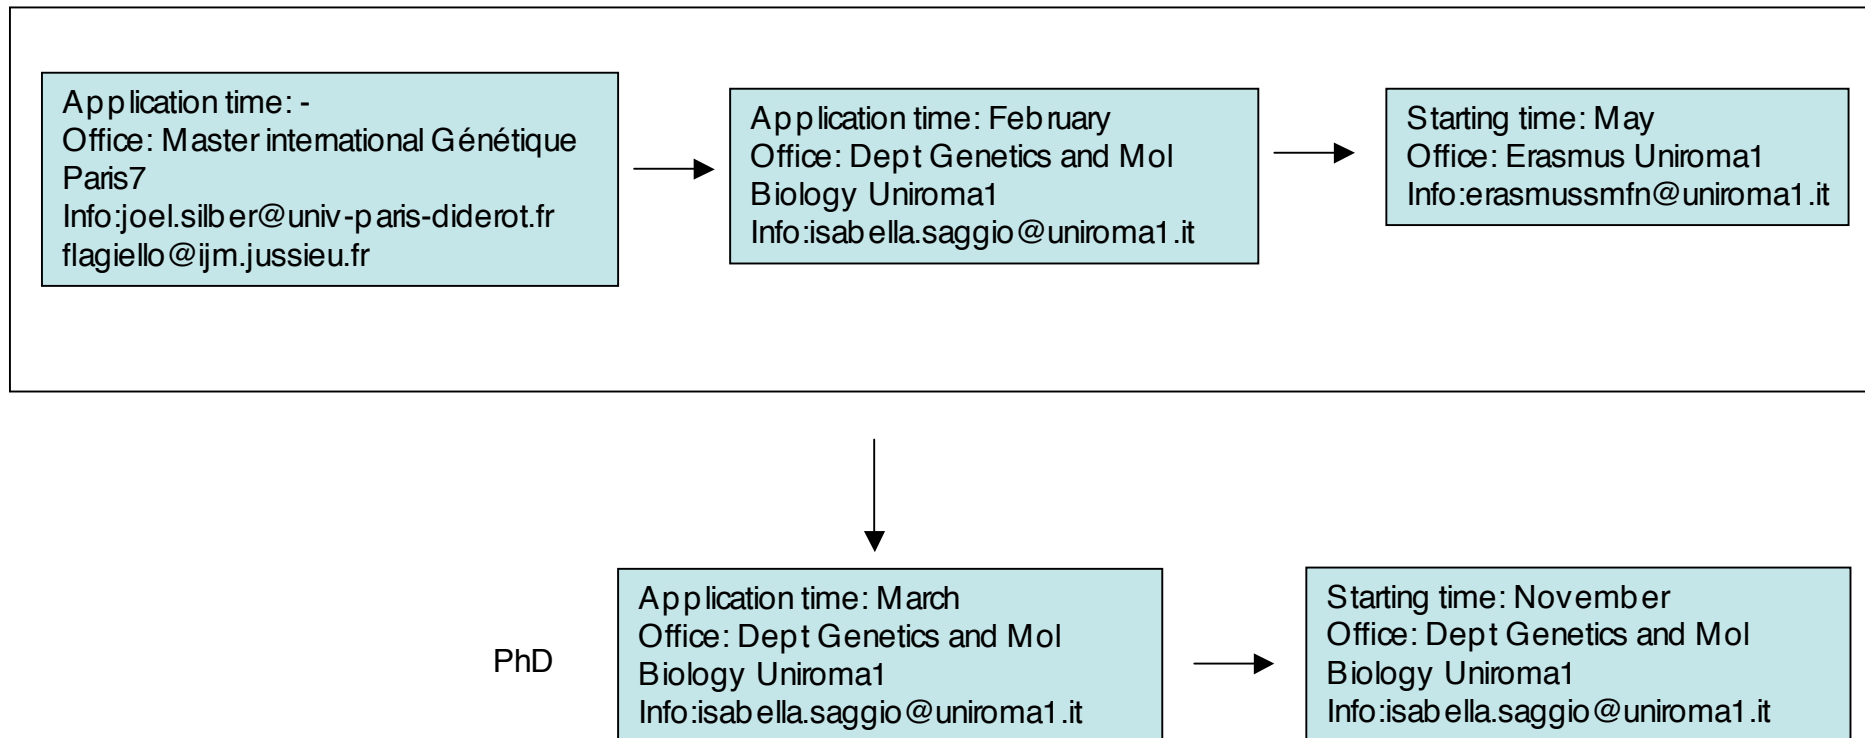 Application time: -
Office: Master international Génétique
Paris7
Info:joel.silber@univ-paris-diderot.fr
flagiello@ijm.jussieu.fr
Application time: February
Office: Dept Genetics and Mol
Biology Uniroma1
Info:isabella.saggio@uniroma1.it
Starting time: May
Office: Erasmus Uniroma1
Info:erasmussmfn@uniroma1.it
PhD
Application time: March
Office: Dept Genetics and Mol
Biology Uniroma1
Info:isabella.saggio@uniroma1.it
Starting time: November
Office: Dept Genetics and Mol
Biology Uniroma1
Info:isabella.saggio@uniroma1.it